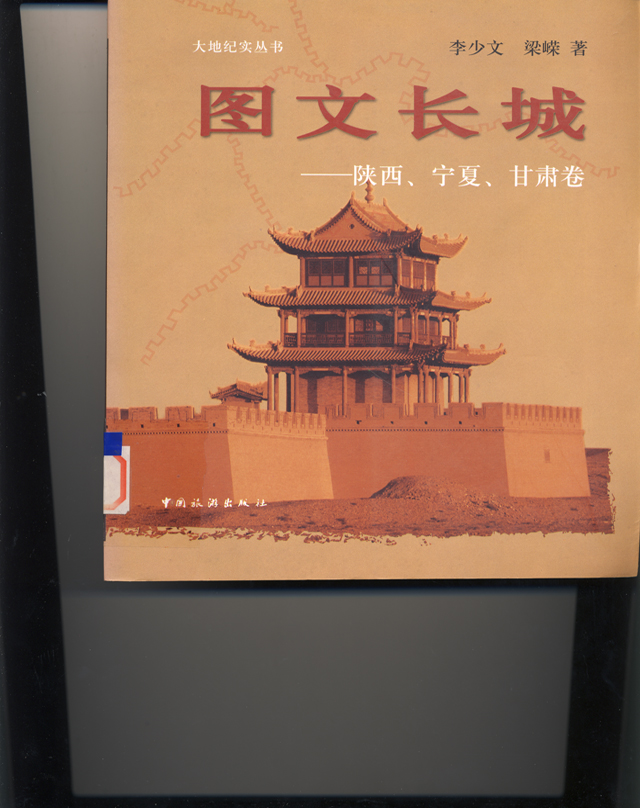 大地纪实丛书
李少文 梁嵘 著
图文长城
——陕西、宁夏、甘肃卷
中国旅游出版社